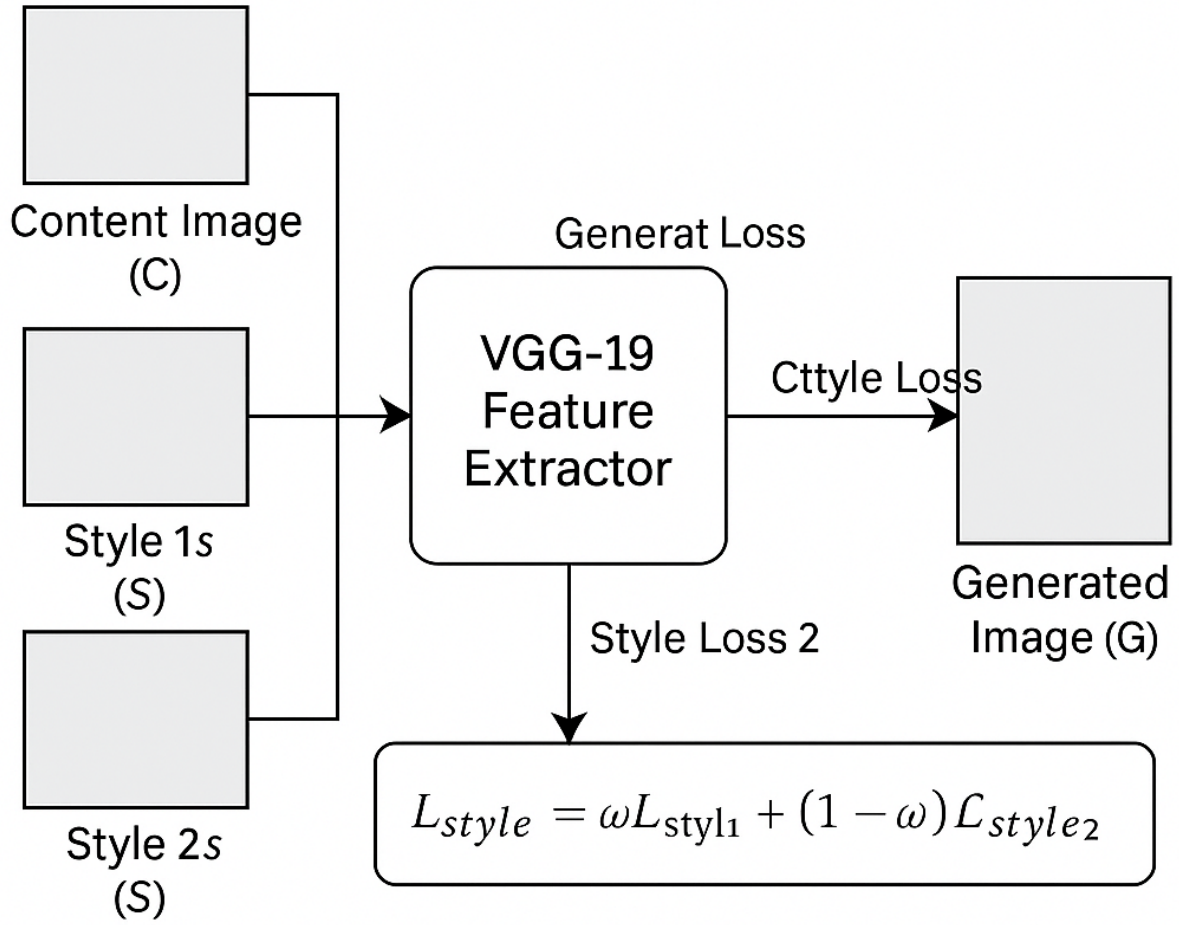 Content Image
(C)
Style 1s
(S)
Style 2s
(S)
Generat Loss
VGG-19
Feature
Extractor
Cttyle Loss
Generated
Image (G)
Style Loss 2
L_style = ωL_styl1 + (1 − ω)ℒ_style2